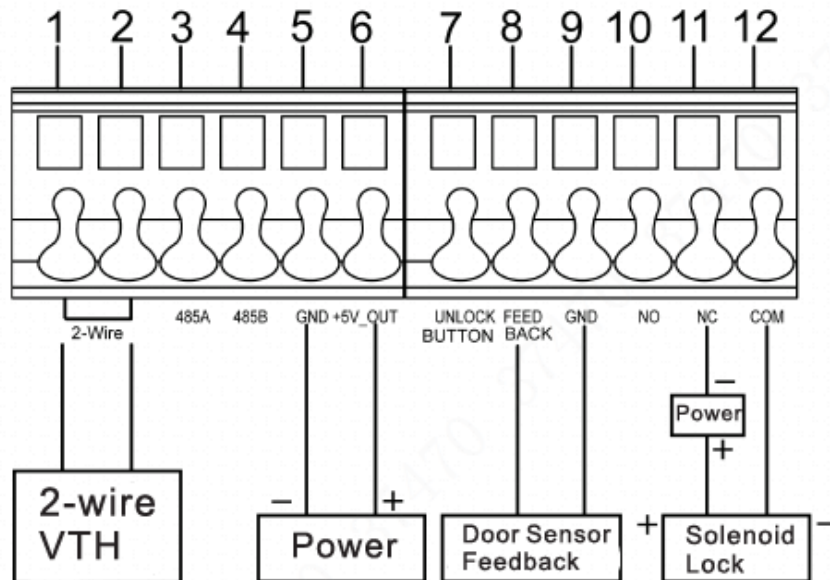 1 2 3 4 5 6 7 8 9 10 11 12
2-Wire 485A 485B GND +5V_OUT UNLOCK BUTTON FEED BACK GND NO NC COM
−
Power
+
− + + −
2-wire
VTH
Power
Door Sensor
Feedback
Solenoid
Lock